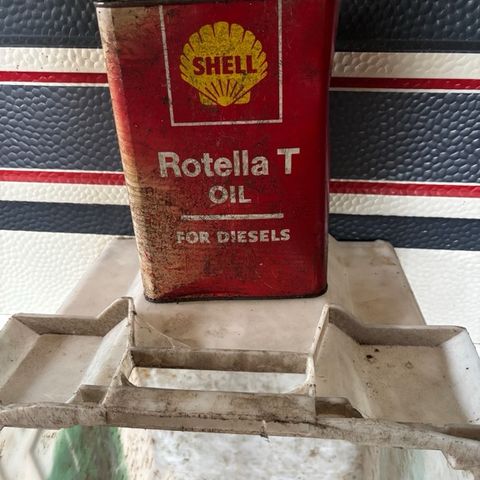 SHELL
Rotella T
OIL
FOR DIESELS